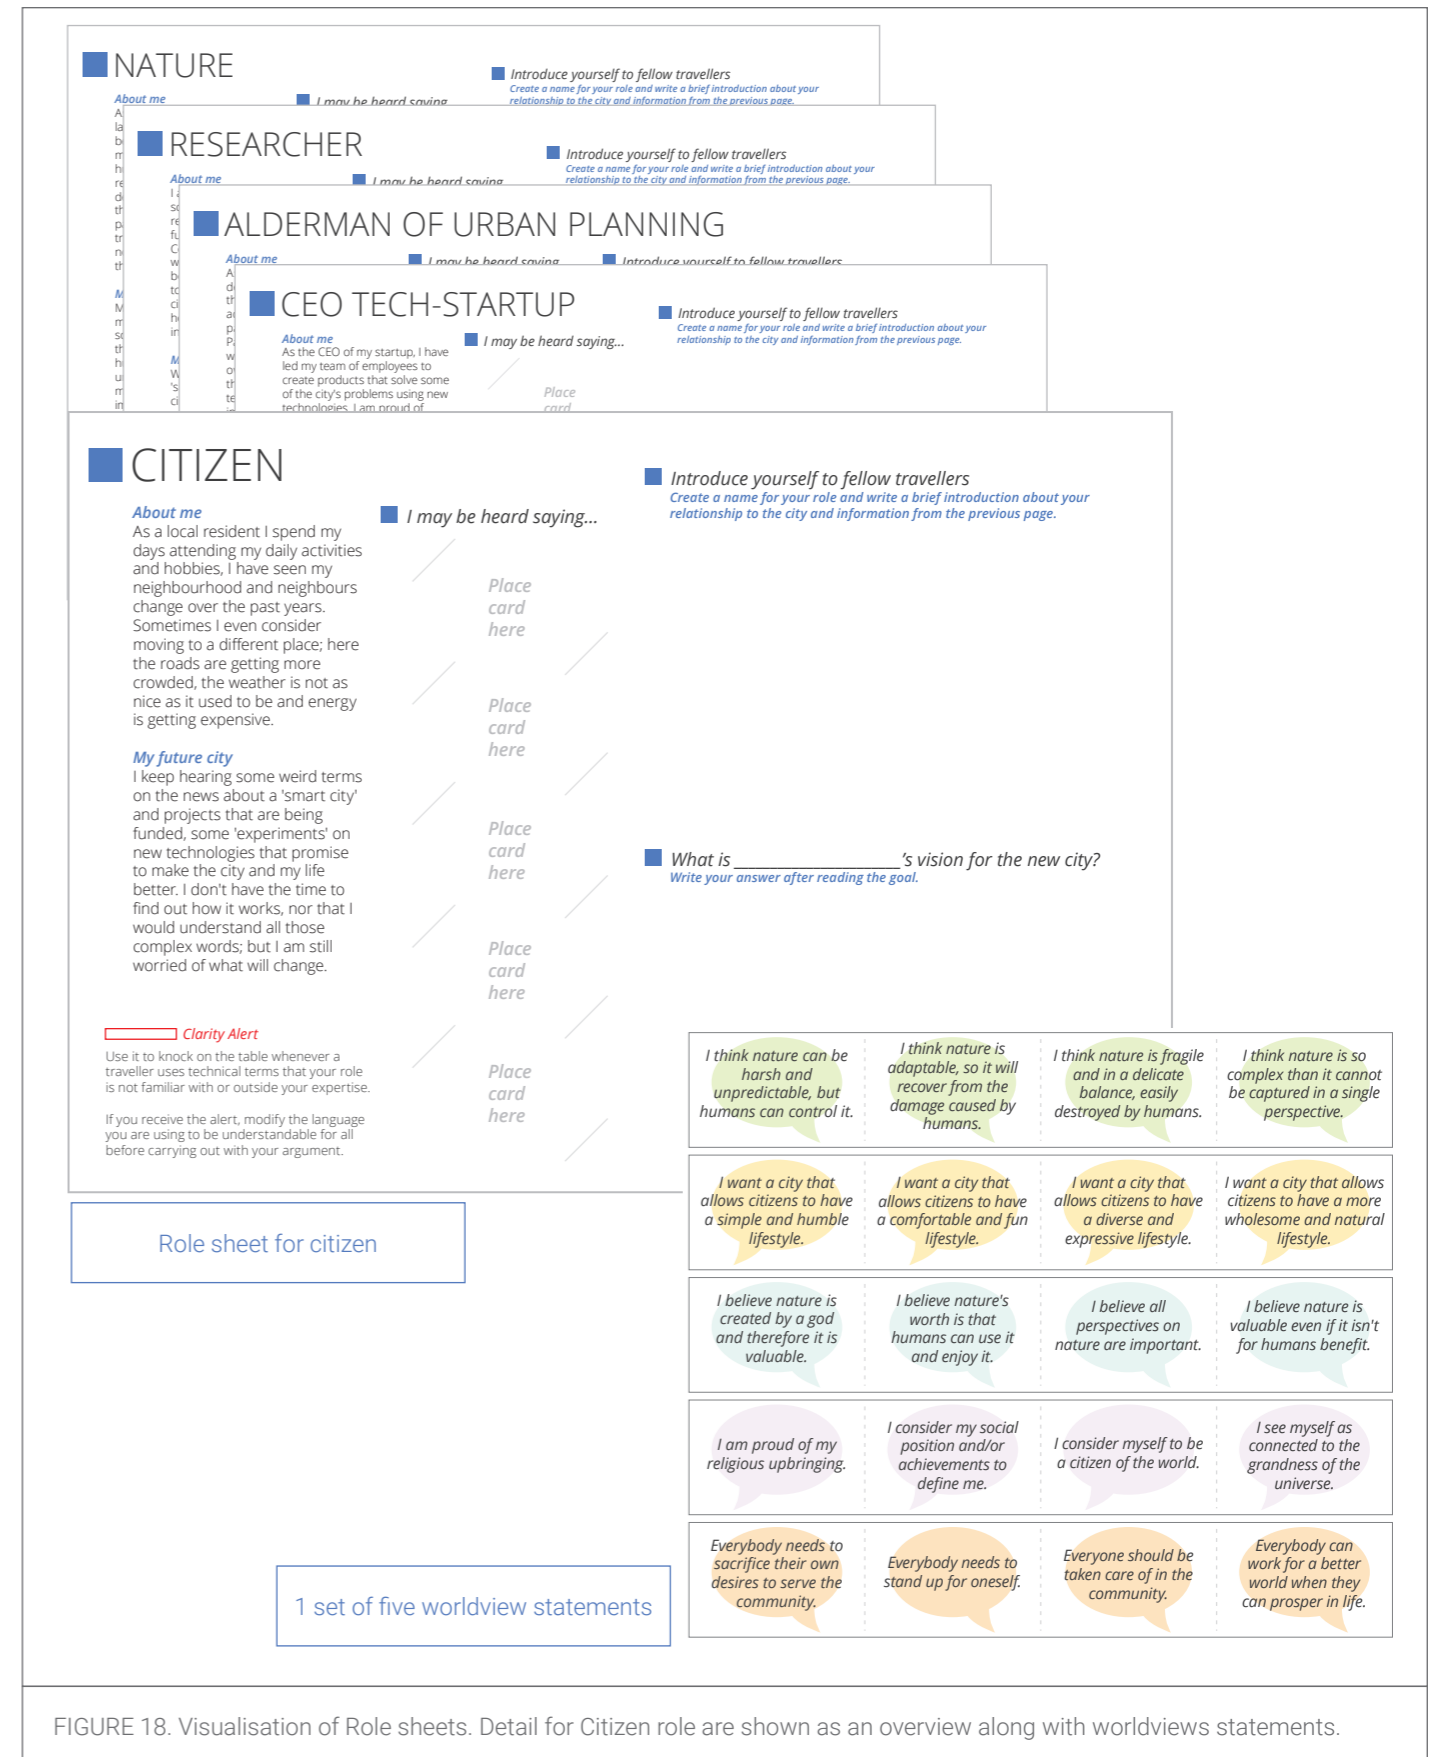 NATURE
Introduce yourself to fellow travellers
Create a name for your role and write a brief introduction about your
relationship to the city and information from the previous page.
About me
I may be heard saying
RESEARCHER
Introduce yourself to fellow travellers
Create a name for your role and write a brief introduction about your
relationship to the city and information from the previous page.
About me
I may be heard saying
ALDERMAN OF URBAN PLANNING
About me
I may be heard saying
Introduce yourself to fellow travellers
CEO TECH-STARTUP
Introduce yourself to fellow travellers
Create a name for your role and write a brief introduction about your
relationship to the city and information from the previous page.
About me
As the CEO of my startup, I have
led my team of employees to
create products that solve some
of the city's problems using new
technologies. I am proud of
I may be heard saying...
Place
card
CITIZEN
About me
As a local resident I spend my
days attending my daily activities
and hobbies, I have seen my
neighbourhood and neighbours
change over the past years.
Sometimes I even consider
moving to a different place; here
the roads are getting more
crowded, the weather is not as
nice as it used to be and energy
is getting expensive.
My future city
I keep hearing some weird terms
on the news about a 'smart city'
and projects that are being
funded, some 'experiments' on
new technologies that promise
to make the city and my life
better. I don't have the time to
find out how it works, nor that I
would understand all those
complex words; but I am still
worried of what will change.
Clarity Alert
Use it to knock on the table whenever a
traveller uses technical terms that your role
is not familiar with or outside your expertise.
If you receive the alert, modify the language
you are using to be understandable for all
before carrying out with your argument.
I may be heard saying...
Place
card
here
Place
card
here
Place
card
here
Place
card
here
Place
card
here
Introduce yourself to fellow travellers
Create a name for your role and write a brief introduction about your
relationship to the city and information from the previous page.
What is ____________________'s vision for the new city?
Write your answer after reading the goal.
I think nature can be
harsh and
unpredictable, but
humans can control it.
I think nature is
adaptable, so it will
recover from the
damage caused by
humans.
I think nature is fragile
and in a delicate
balance, easily
destroyed by humans.
I think nature is so
complex than it cannot
be captured in a single
perspective.
I want a city that
allows citizens to have
a simple and humble
lifestyle.
I want a city that
allows citizens to have
a comfortable and fun
lifestyle.
I want a city that
allows citizens to have
a diverse and
expressive lifestyle.
I want a city that allows
citizens to have a more
wholesome and natural
lifestyle.
I believe nature is
created by a god
and therefore it is
valuable.
I believe nature's
worth is that
humans can use it
and enjoy it.
I believe all
perspectives on
nature are important.
I believe nature is
valuable even if it isn't
for humans benefit.
I am proud of my
religious upbringing.
I consider my social
position and/or
achievements to
define me.
I consider myself to be
a citizen of the world.
I see myself as
connected to the
grandness of the
universe.
Everybody needs to
sacrifice their own
desires to serve the
community.
Everybody needs to
stand up for oneself.
Everyone should be
taken care of in the
community.
Everybody can
work for a better
world when they
can prosper in life.
Role sheet for citizen
1 set of five worldview statements
FIGURE 18. Visualisation of Role sheets. Detail for Citizen role are shown as an overview along with worldviews statements.